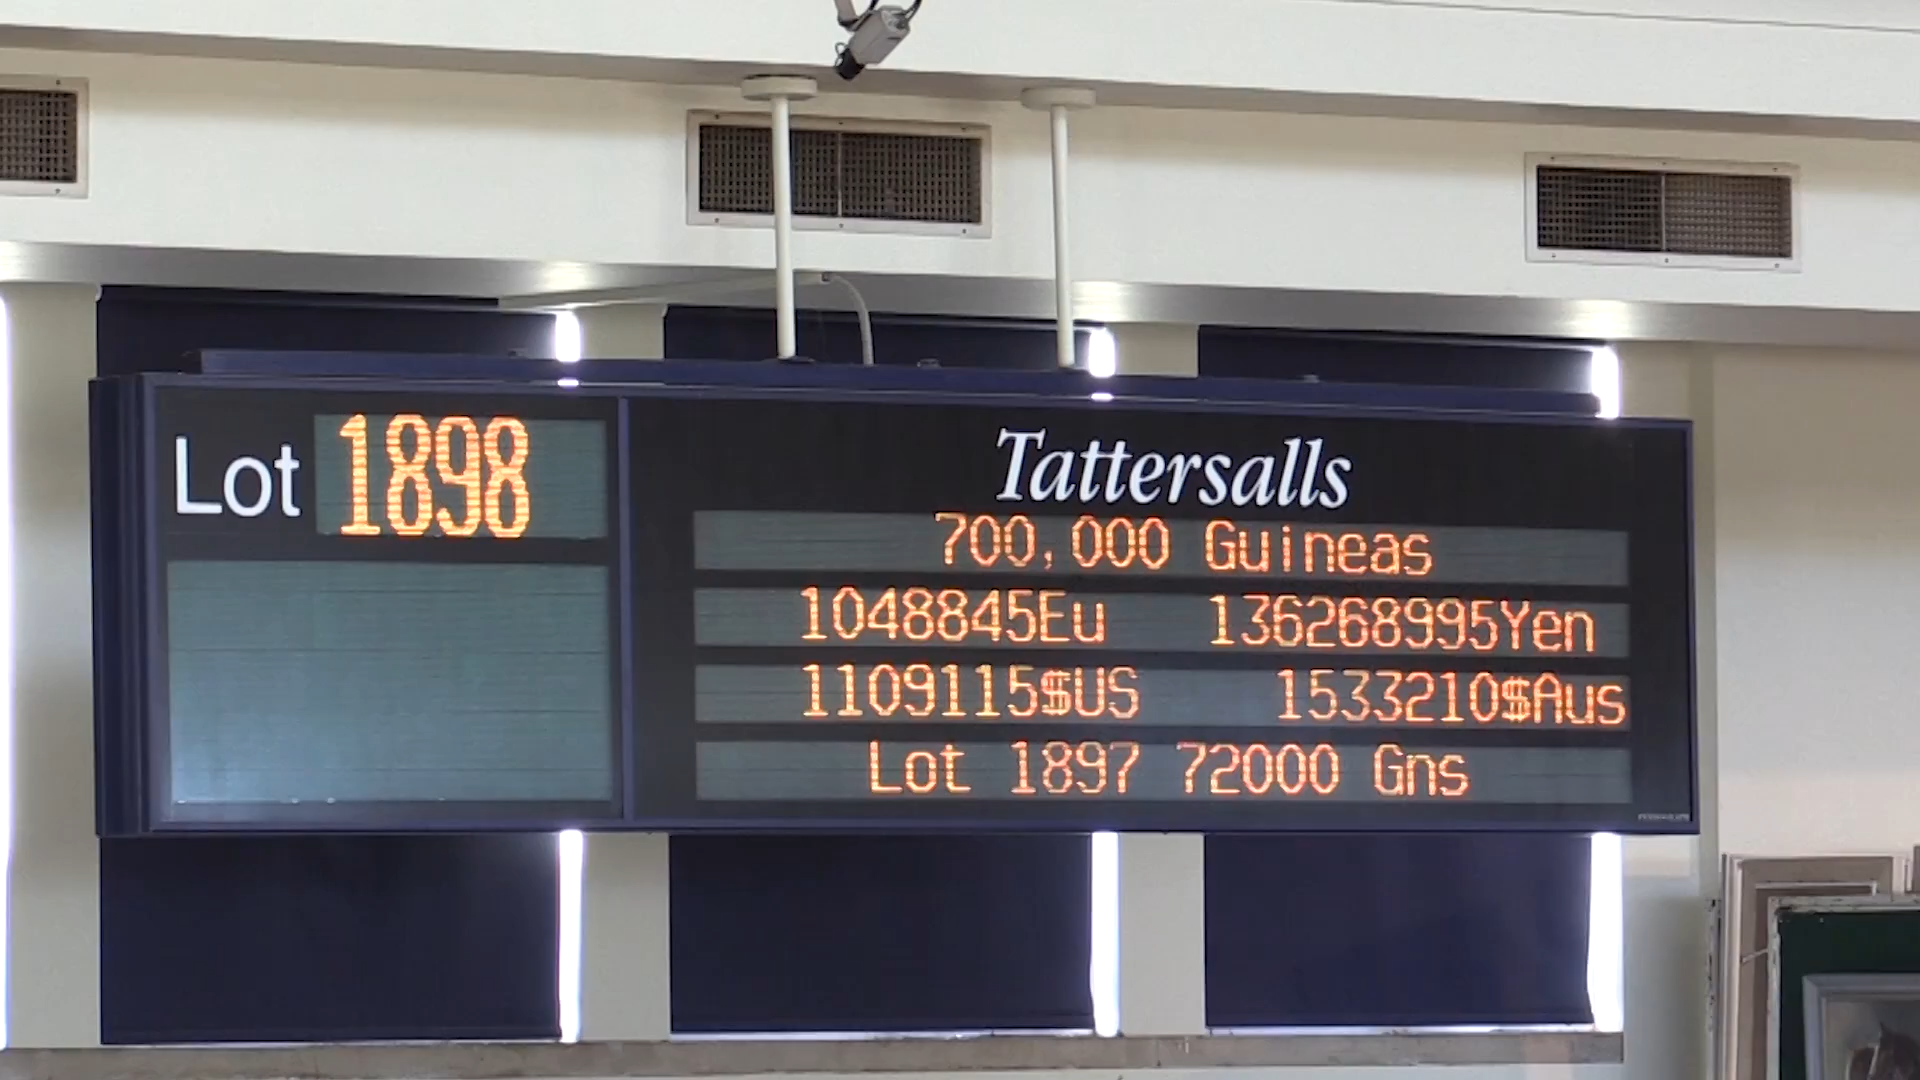 Lot 1898
Tattersalls
700,000 Guineas
1048845Eu 136268995Yen
1109115$US 1533210$Aus
Lot 1897 72000 Gns